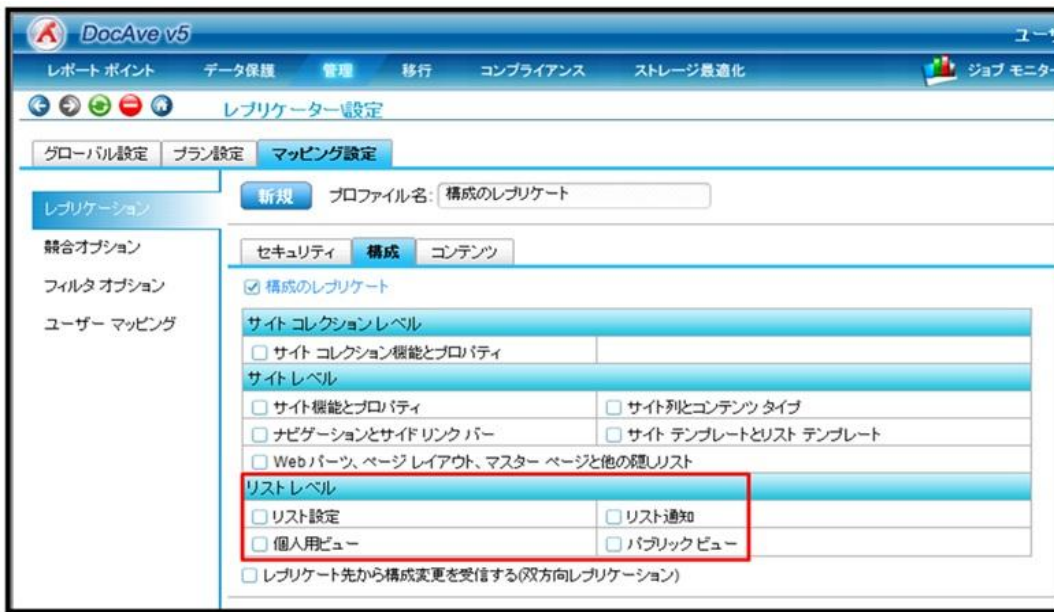 DocAve v5
ユーザ
レポート ポイント データ保護 管理 移行 コンプライアンス ストレージ最適化 ジョブ モニター
レプリケーター\設定
グローバル設定 プラン設定 マッピング設定
新規 プロファイル名: 構成のレプリケート
レプリケーション
競合オプション
フィルタ オプション
ユーザー マッピング
セキュリティ 構成 コンテンツ
構成のレプリケート
サイト コレクション レベル
サイト コレクション機能とプロパティ
サイト レベル
サイト機能とプロパティ サイト列とコンテンツ タイプ
ナビゲーションとサイド リンク バー サイト テンプレートとリスト テンプレート
Web パーツ、ページ レイアウト、マスター ページと他の隠しリスト
リスト レベル
リスト設定 リスト通知
個人用ビュー パブリック ビュー
レプリケート先から構成変更を受信する(双方向レプリケーション)